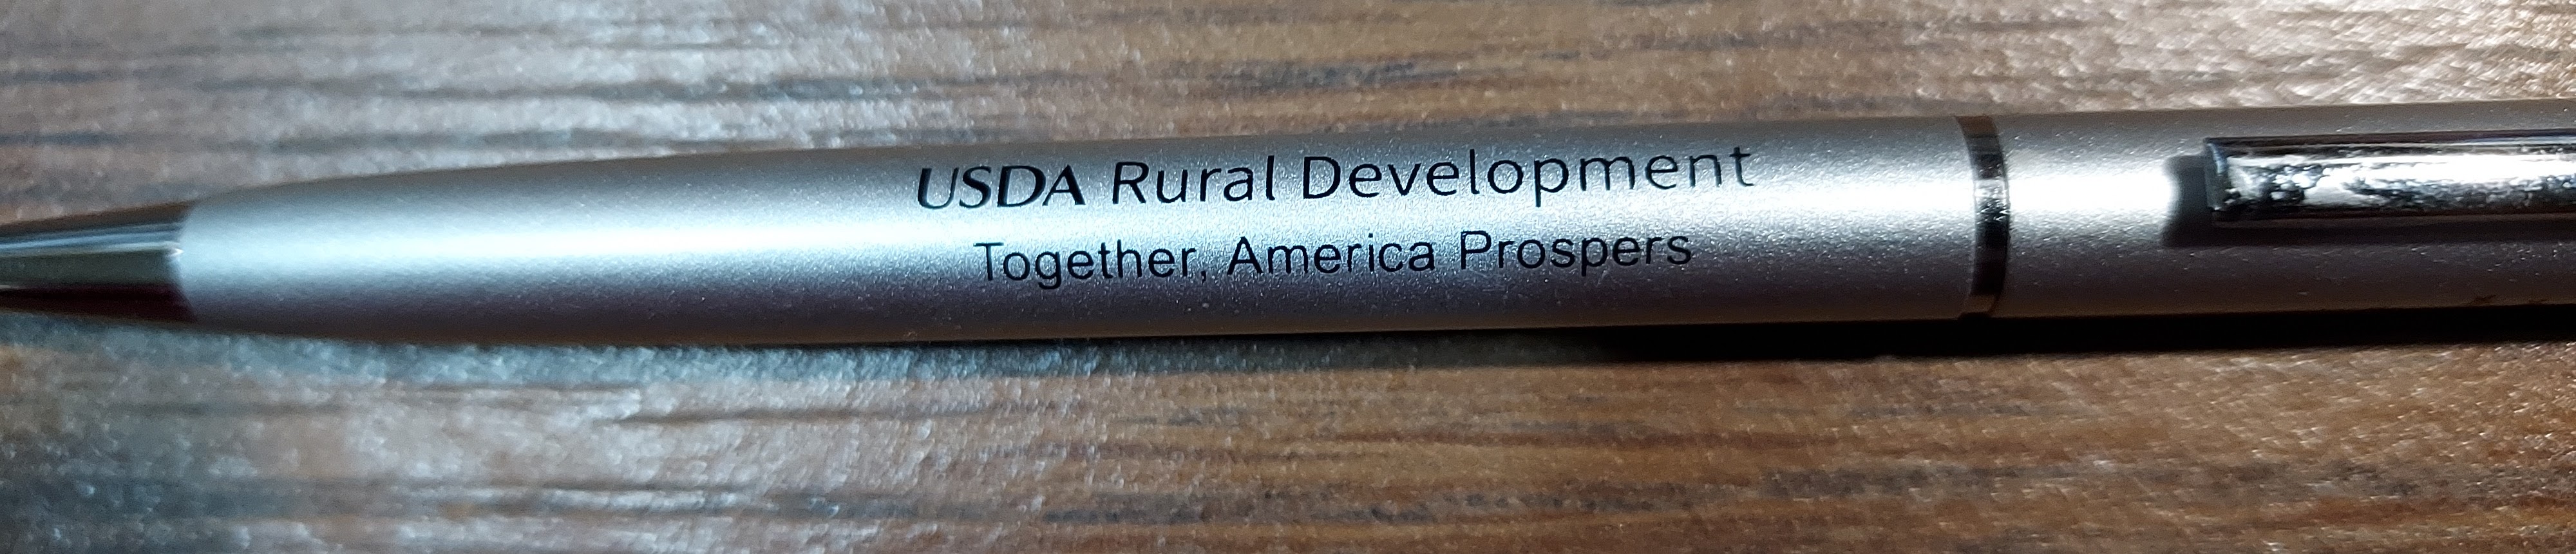 USDA Rural Development
Together, America Prospers